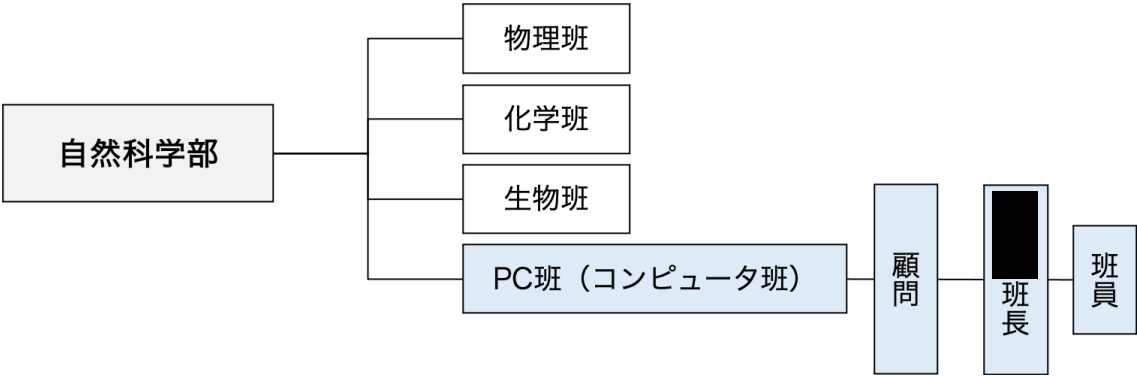 自然科学部
物理班
化学班
生物班
PC班（コンピュータ班）
顧問
班長
班員